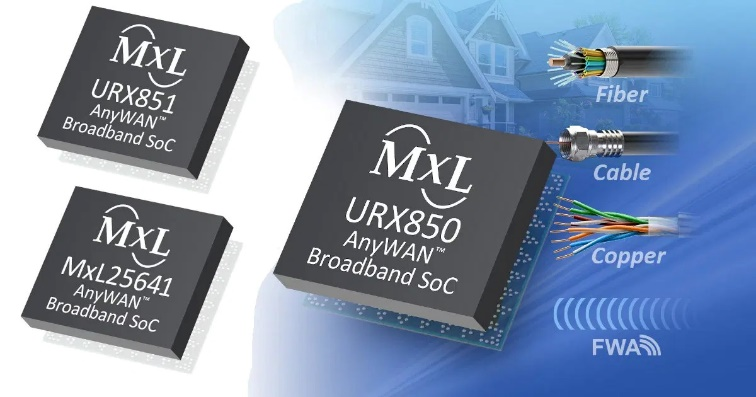 MxL
URX851
AnyWAN™
Broadband SoC
MxL
MxL25641
AnyWAN™
Broadband SoC
MxL
URX850
AnyWAN™
Broadband SoC
Fiber
Cable
Copper
FWA